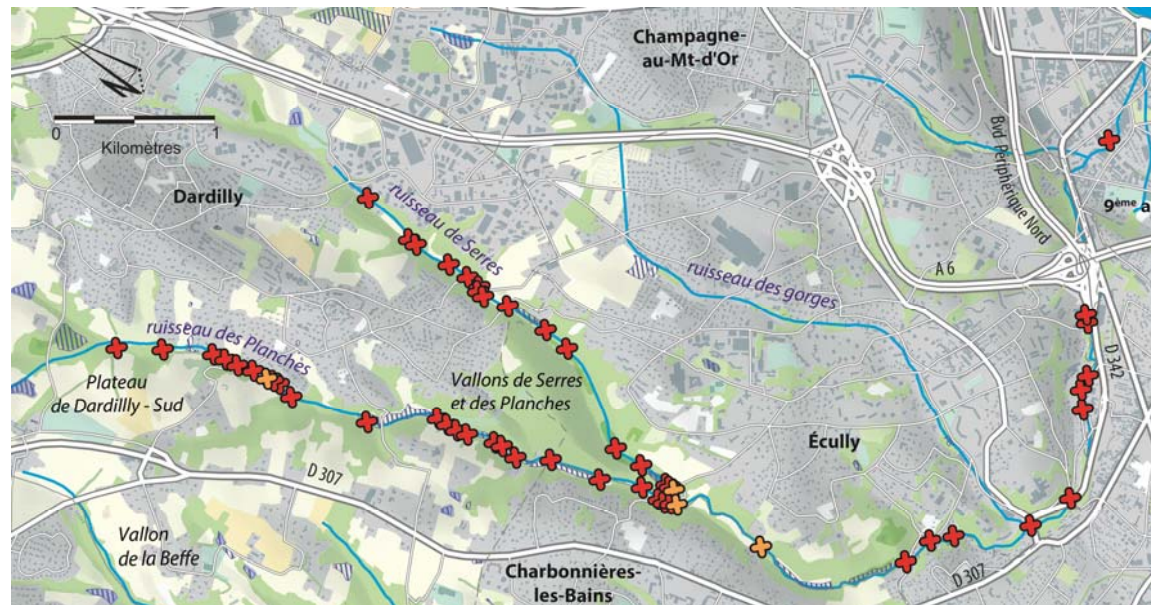 Champagne-
au-Mt-d'Or
0
1
Kilomètres
Dardilly
ruisseau de Serres
Bvd Périphérique Nord
9ème a
A 6
ruisseau des gorges
ruisseau des Planches
D 342
Plateau
de Dardillly - Sud
Vallons de Serres
et des Planches
Écully
D 307
Vallon
de la Beffe
Charbonnières-
les-Bains
D 307